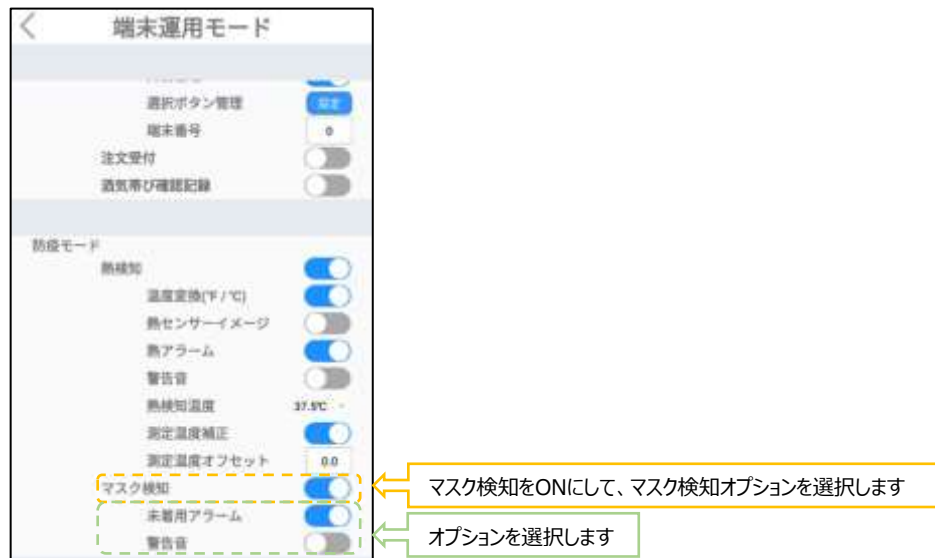 端末運用モード
選択ボタン管理
端末番号 0
注文受付
酒気帯び確認記録
防疫モード
熱検知
温度変換(°F / ℃)
熱センサーイメージ
熱アラーム
警告音
熱検知温度 37.5℃
測定温度補正
測定温度オフセット 0.0
マスク検知
マスク検知をONにして、マスク検知オプションを選択します
未着用アラーム
警告音
オプションを選択します